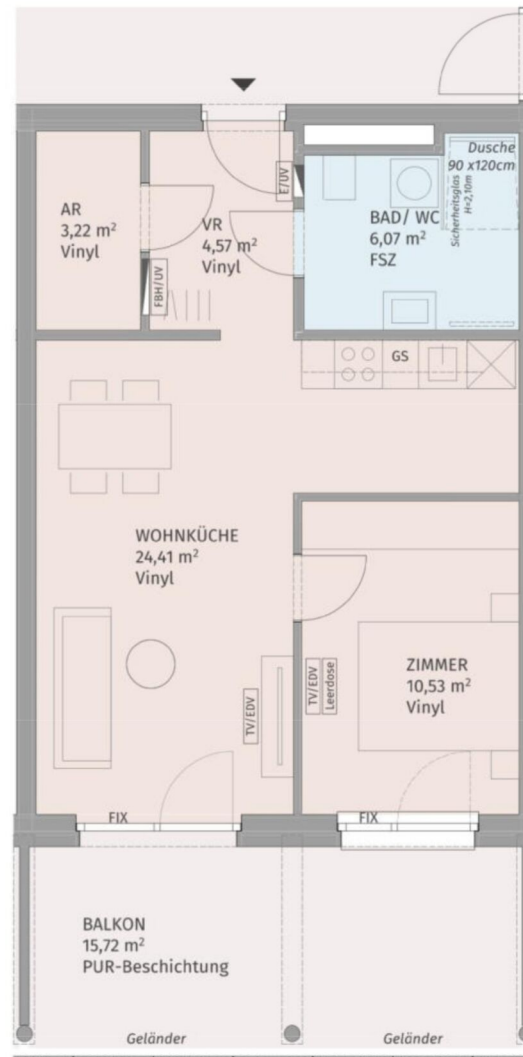 Dusche
90 x120cm
Sicherheitsglas
H=2,10m
E/UV
AR
3,22 m²
Vinyl
VR
4,57 m²
Vinyl
BAD/ WC
6,07 m²
FSZ
FBH/UV
GS
WOHNKÜCHE
24,41 m²
Vinyl
ZIMMER
10,53 m²
Vinyl
TV/EDV
TV/EDV
Leerdose
FIX
FIX
BALKON
15,72 m²
PUR-Beschichtung
Geländer
Geländer